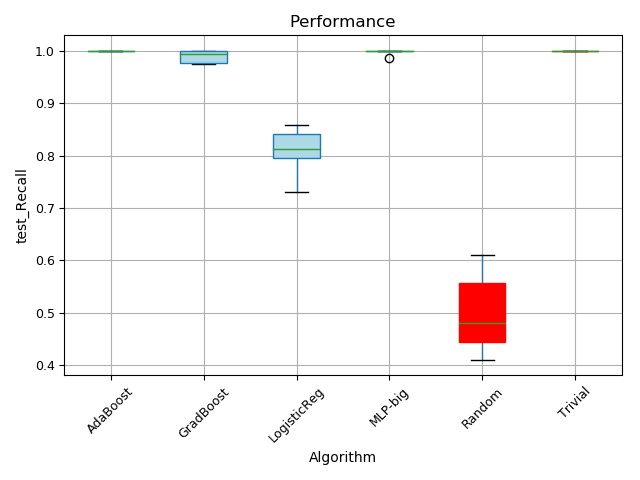 Performance
test_Recall
1.0
0.9
0.8
0.7
0.6
0.5
0.4
AdaBoost
GradBoost
LogisticReg
MLP-big
Random
Trivial
Algorithm